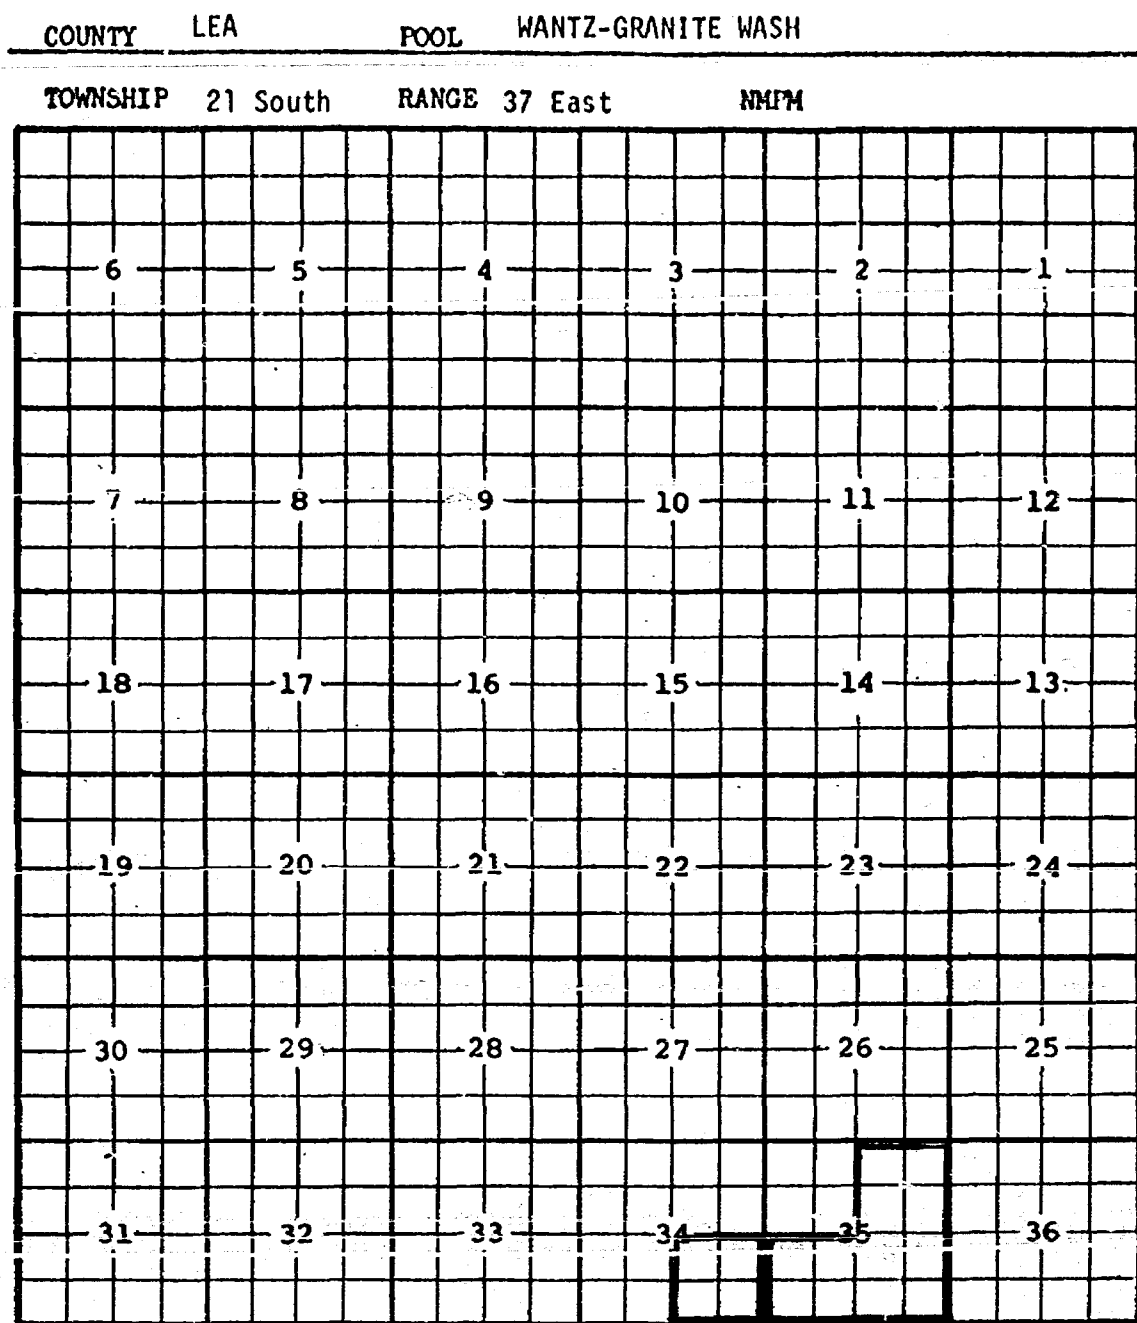 COUNTY LEA POOL WANTZ-GRANITE WASH
TOWNSHIP 21 South RANGE 37 East NMPM
6 5 4 3 2 1
7 8 9 10 11 12
18 17 16 15 14 13
19 20 21 22 23 24
30 29 28 27 26 25
31 32 33 34 35 36